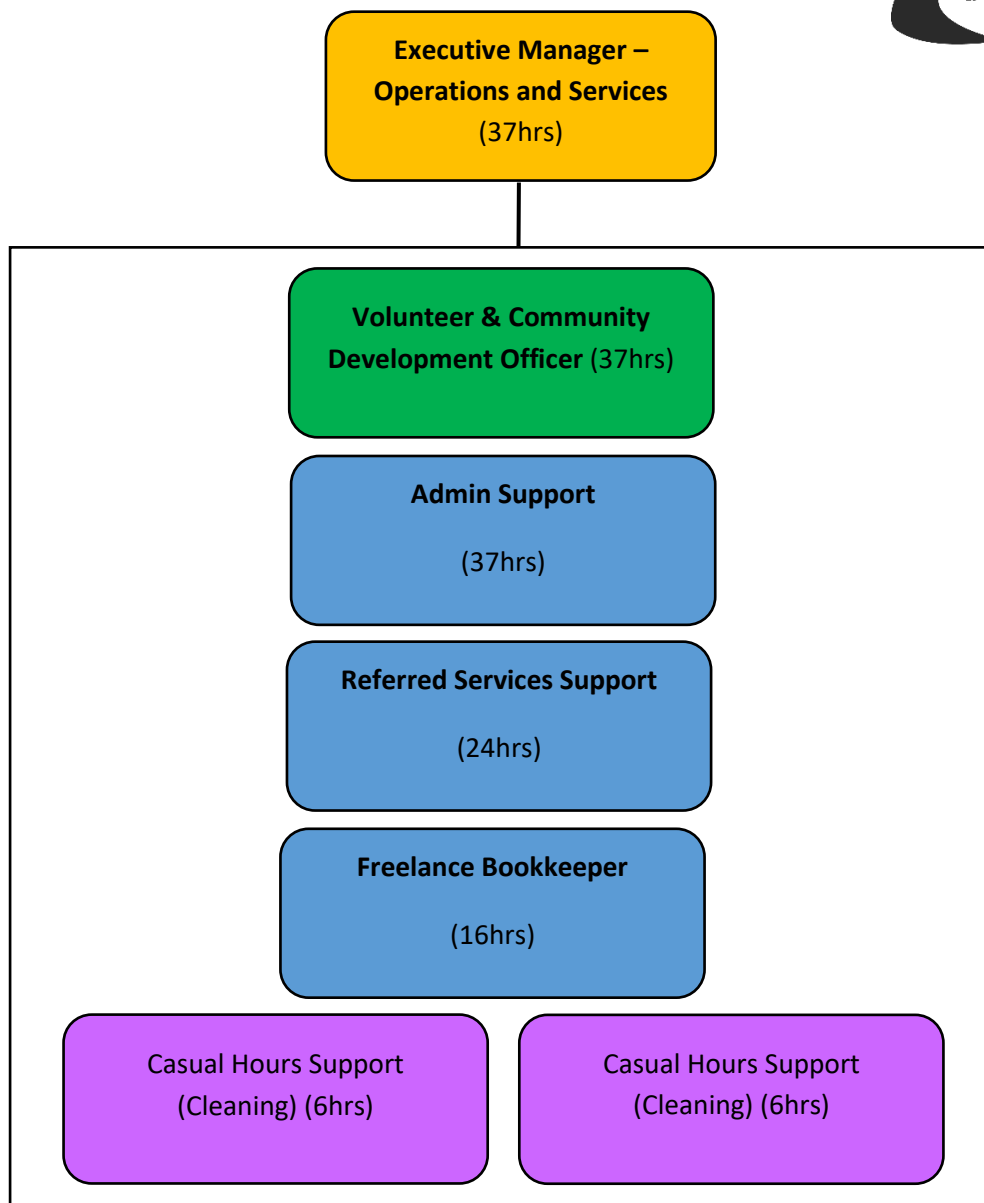 Executive Manager –
Operations and Services
(37hrs)
Volunteer & Community
Development Officer (37hrs)
Admin Support
(37hrs)
Referred Services Support
(24hrs)
Freelance Bookkeeper
(16hrs)
Casual Hours Support
(Cleaning) (6hrs)
Casual Hours Support
(Cleaning) (6hrs)